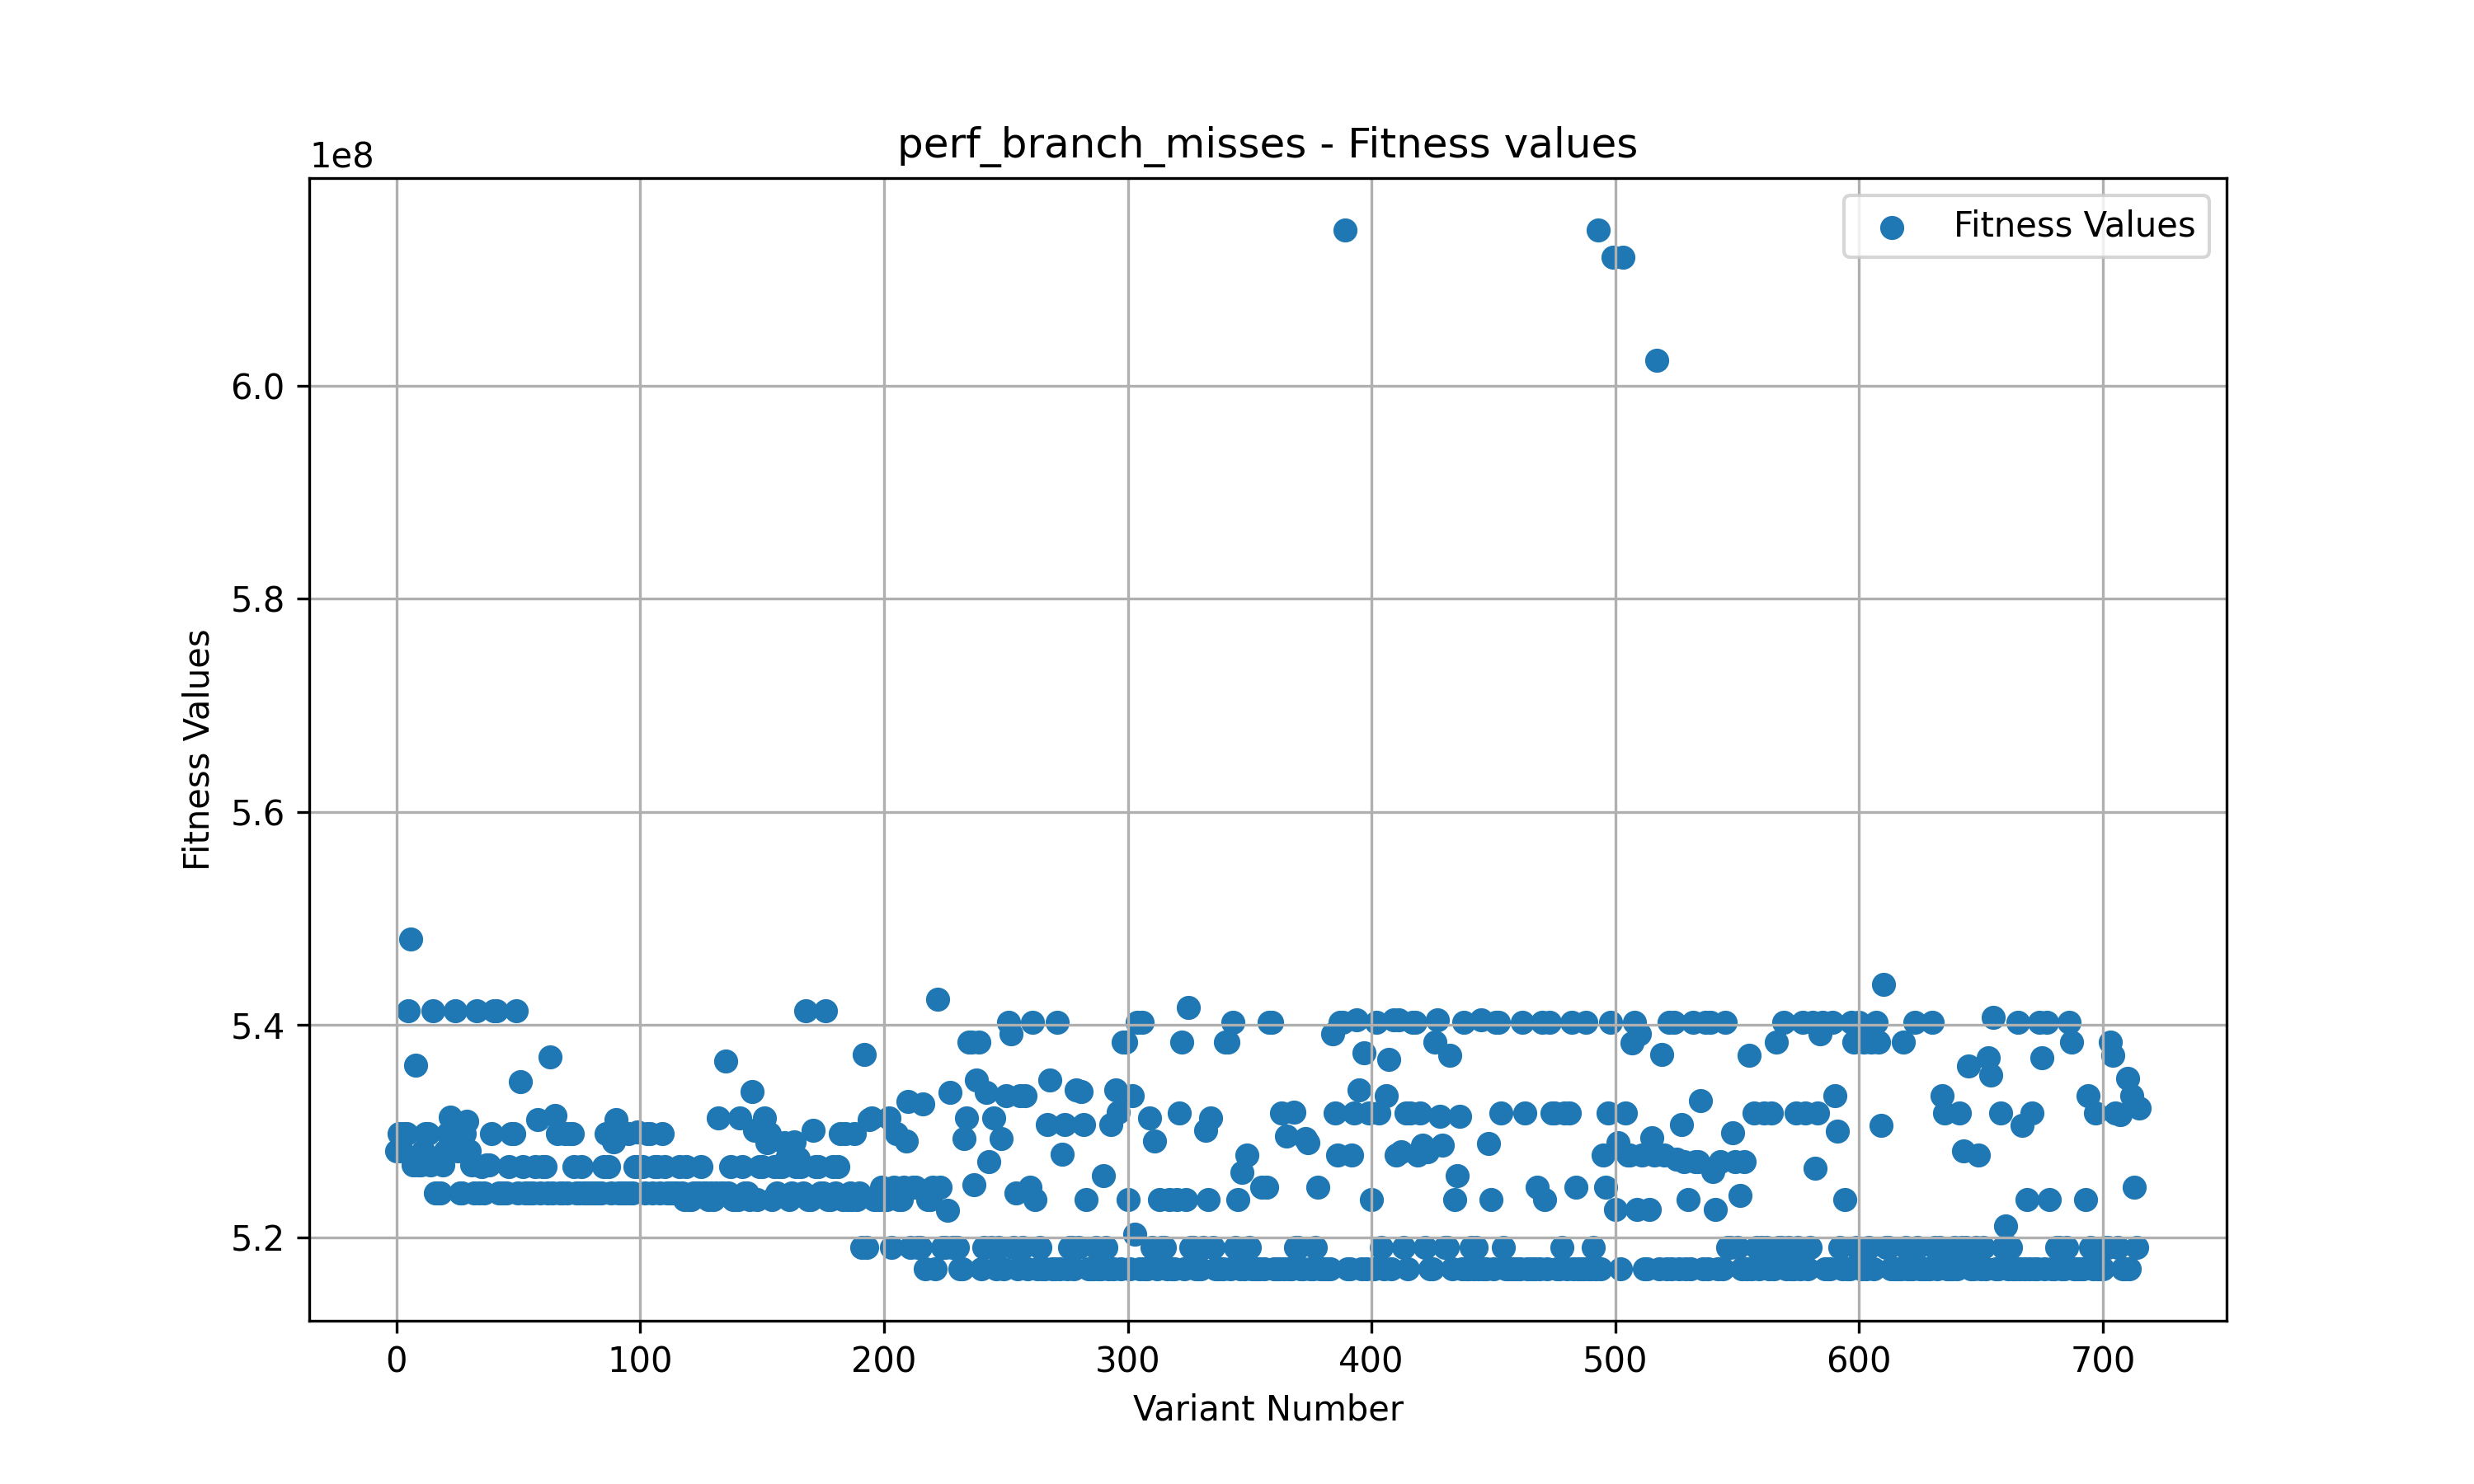 perf_branch_misses - Fitness values
1e8
Fitness Values
6.0
5.8
5.6
5.4
5.2
Fitness Values
0 100 200 300 400 500 600 700
Variant Number